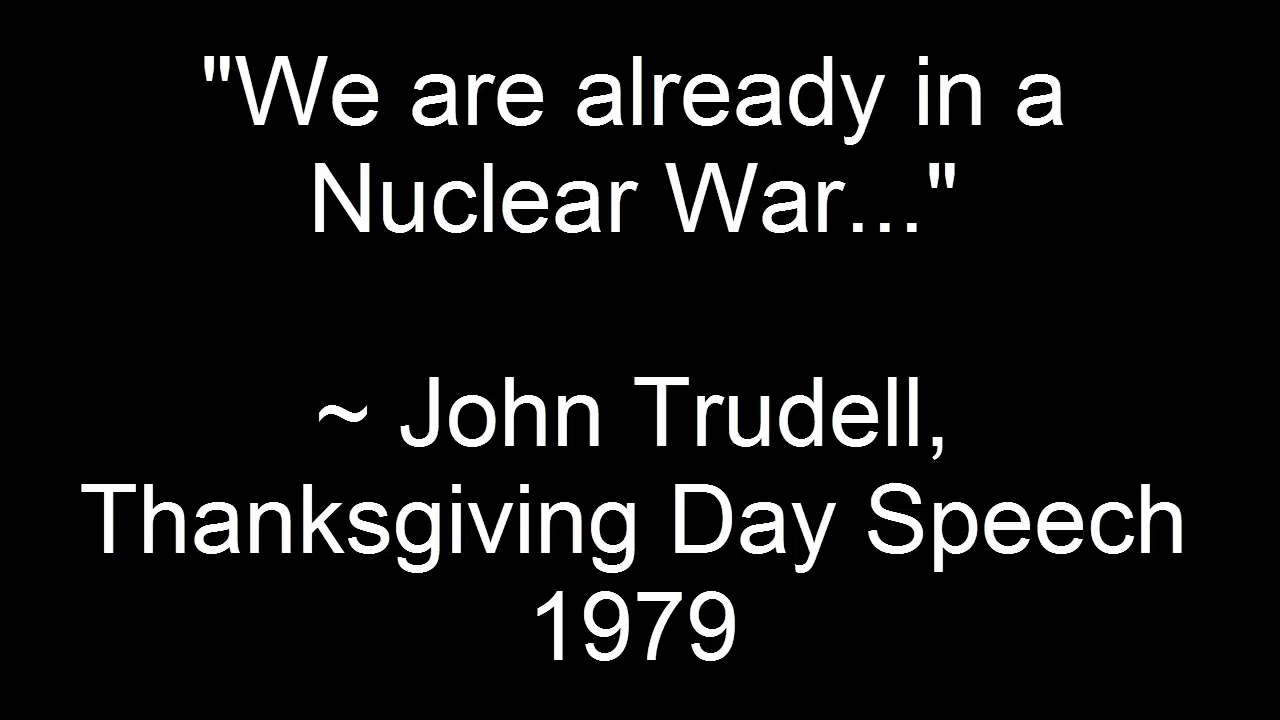 "We are already in a
Nuclear War..."
~ John Trudell,
Thanksgiving Day Speech
1979